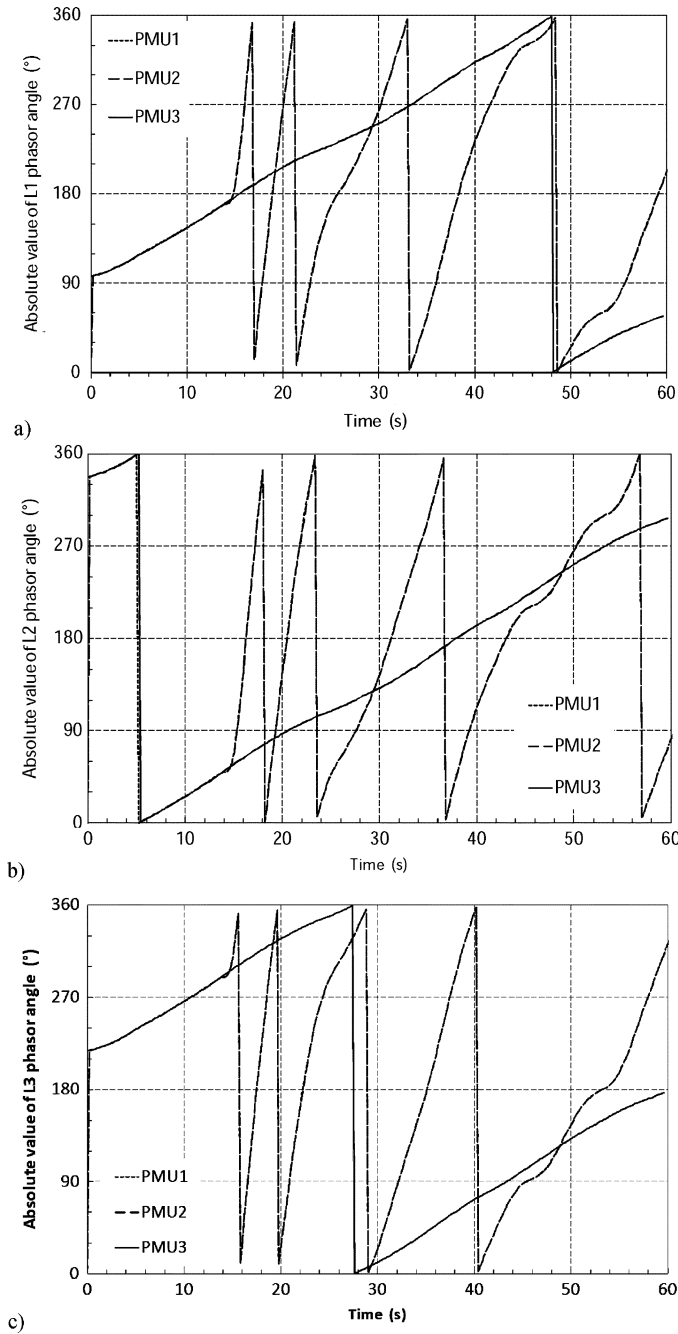 Absolute value of L1 phasor angle (°)
360
270
180
90
0
PMU1
PMU2
PMU3
0 10 20 30 40 50 60
Time (s)
a)
Absolute value of L2 phasor angle (°)
360
270
180
90
0
PMU1
PMU2
PMU3
0 10 20 30 40 50 60
Time (s)
b)
Absolute value of L3 phasor angle (°)
360
270
180
90
0
PMU1
PMU2
PMU3
0 10 20 30 40 50 60
Time (s)
c)